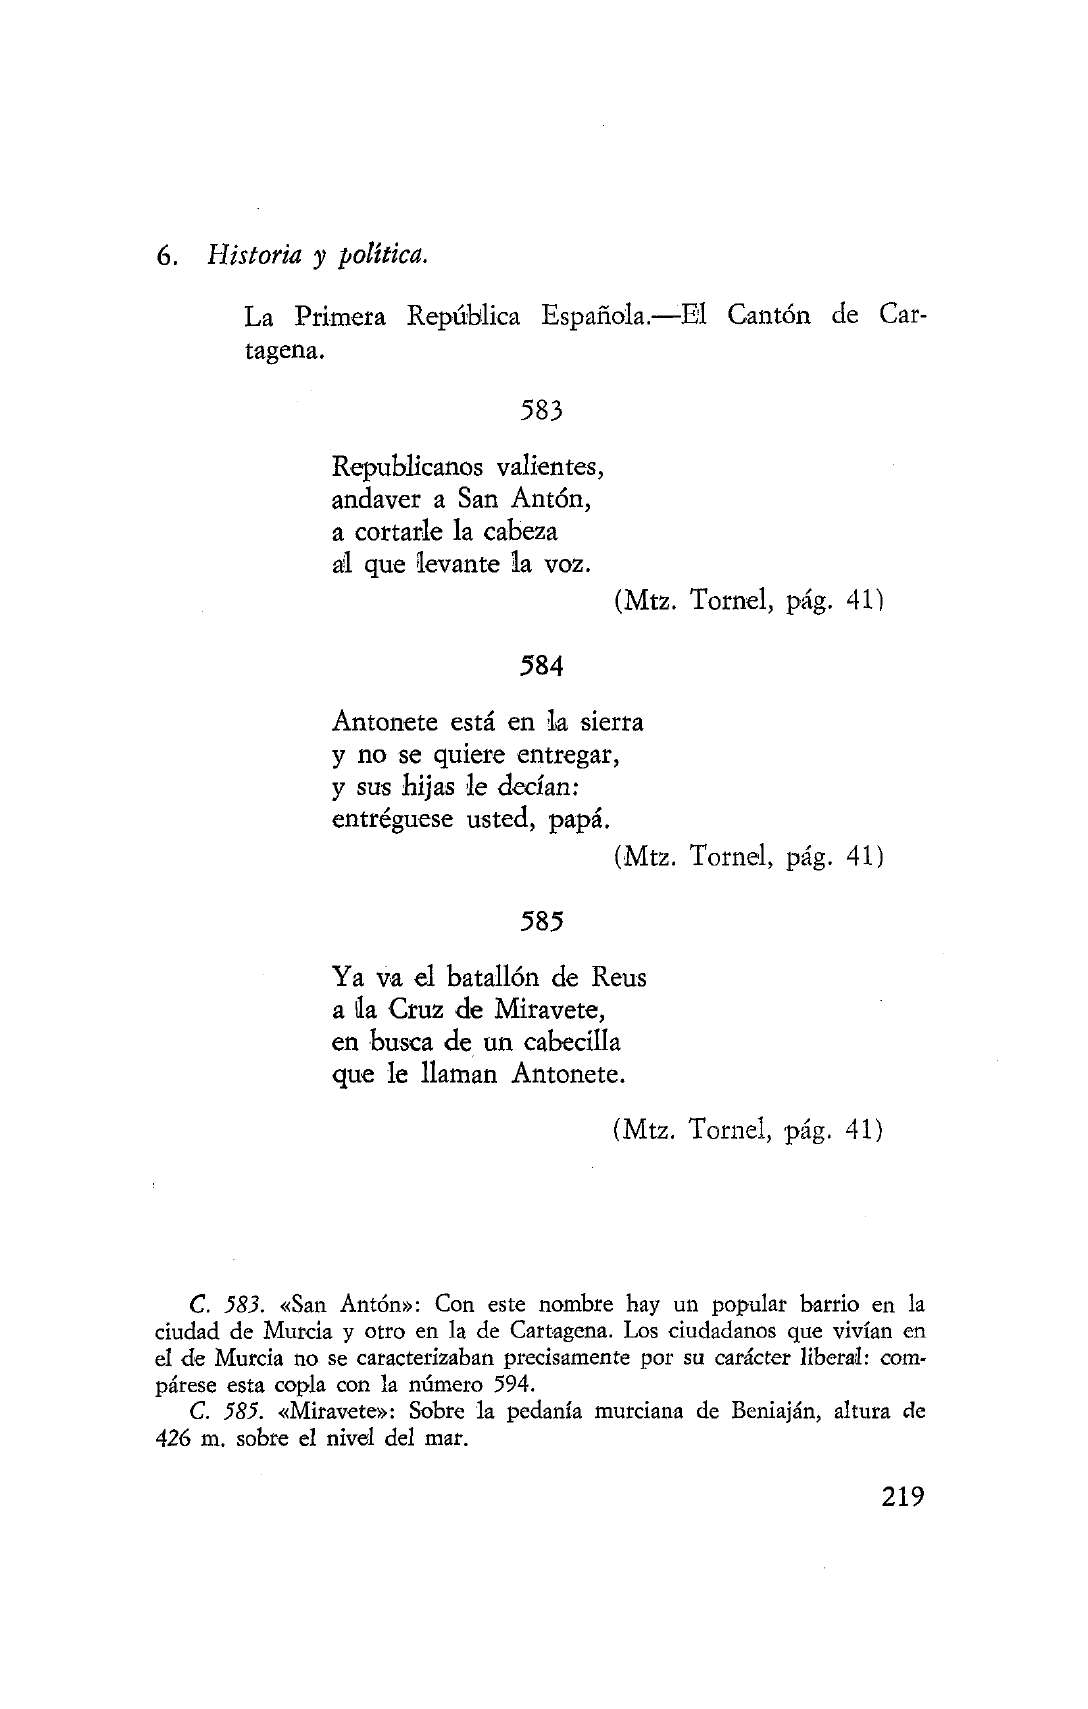 6. Historia y política.
La Primera República Española.—El Cantón de Car-
tagena.
583
Republicanos valientes,
andaver a San Antón,
a cortarle la cabeza
al que levante la voz.
(Mtz. Tornel, pág. 41)
584
Antonete está en la sierra
y no se quiere entregar,
y sus hijas le decían:
entréguese usted, papá.
(Mtz. Tornel, pág. 41)
585
Ya va el batallón de Reus
a la Cruz de Miravete,
en busca de un cabecilla
que le llaman Antonete.
(Mtz. Tornel, pág. 41)
C. 583. «San Antón»: Con este nombre hay un popular barrio en la
ciudad de Murcia y otro en la de Cartagena. Los ciudadanos que vivían en
el de Murcia no se caracterizaban precisamente por su carácter liberal: com-
párese esta copla con la número 594.
C. 585. «Miravete»: Sobre la pedanía murciana de Beniaján, altura de
426 m. sobre el nivel del mar.
219